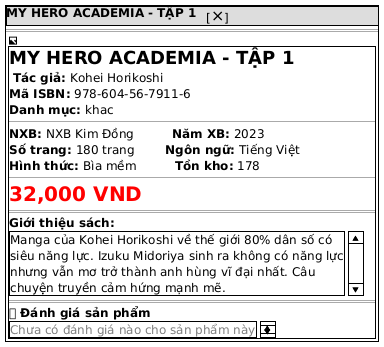 MY HERO ACADEMIA - TẬP 1 [X]
MY HERO ACADEMIA - TẬP 1
Tác giả: Kohei Horikoshi
Mã ISBN: 978-604-56-7911-6
Danh mục: khac
NXB: NXB Kim Đồng Năm XB: 2023
Số trang: 180 trang Ngôn ngữ: Tiếng Việt
Hình thức: Bìa mềm Tồn kho: 178
32,000 VND
Giới thiệu sách:
Manga của Kohei Horikoshi về thế giới 80% dân số có
siêu năng lực. Izuku Midoriya sinh ra không có năng lực
nhưng vẫn mơ trở thành anh hùng vĩ đại nhất. Câu
chuyện truyền cảm hứng mạnh mẽ.
Đánh giá sản phẩm
Chưa có đánh giá nào cho sản phẩm này